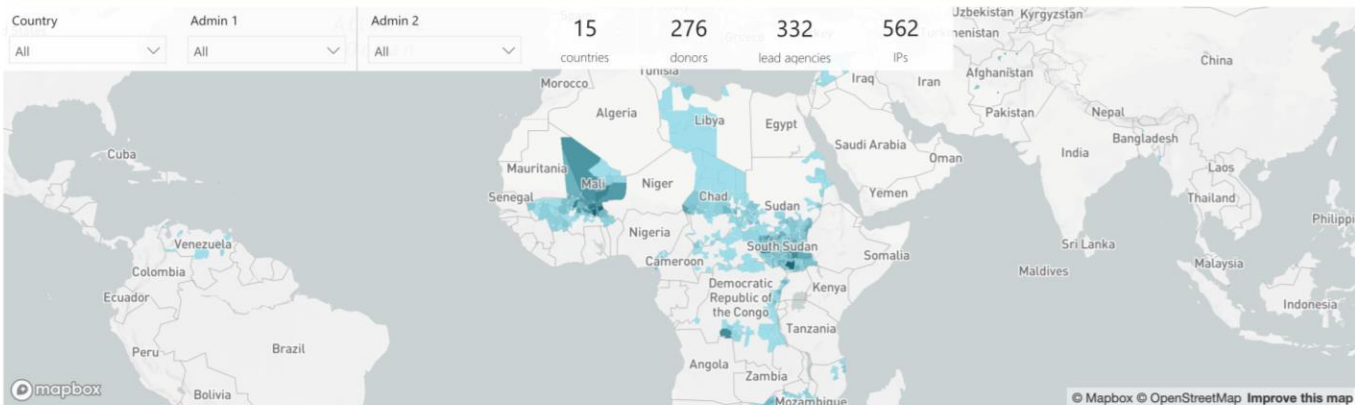 Country
Admin 1
Admin 2
All
All
All
15
countries
276
donors
332
lead agencies
562
IPs
Uzbekistan
Kyrgyzstan
China
Afghanistan
Iraq
Iran
Tunisia
Morocco
Algeria
Libya
Egypt
Pakistan
Nepal
Bangladesh
Saudi Arabia
Oman
India
Cuba
Mauritania
Mali
Niger
Chad
Sudan
Yemen
Laos
Thailand
Senegal
Nigeria
Philippi
Venezuela
South Sudan
Somalia
Sri Lanka
Cameroon
Maldives
Malaysia
Colombia
Democratic
Republic of
the Congo
Kenya
Ecuador
Indonesia
Tanzania
Peru
Brazil
Angola
Zambia
Bolivia
Mozambique
mapbox
© Mapbox © OpenStreetMap Improve this map